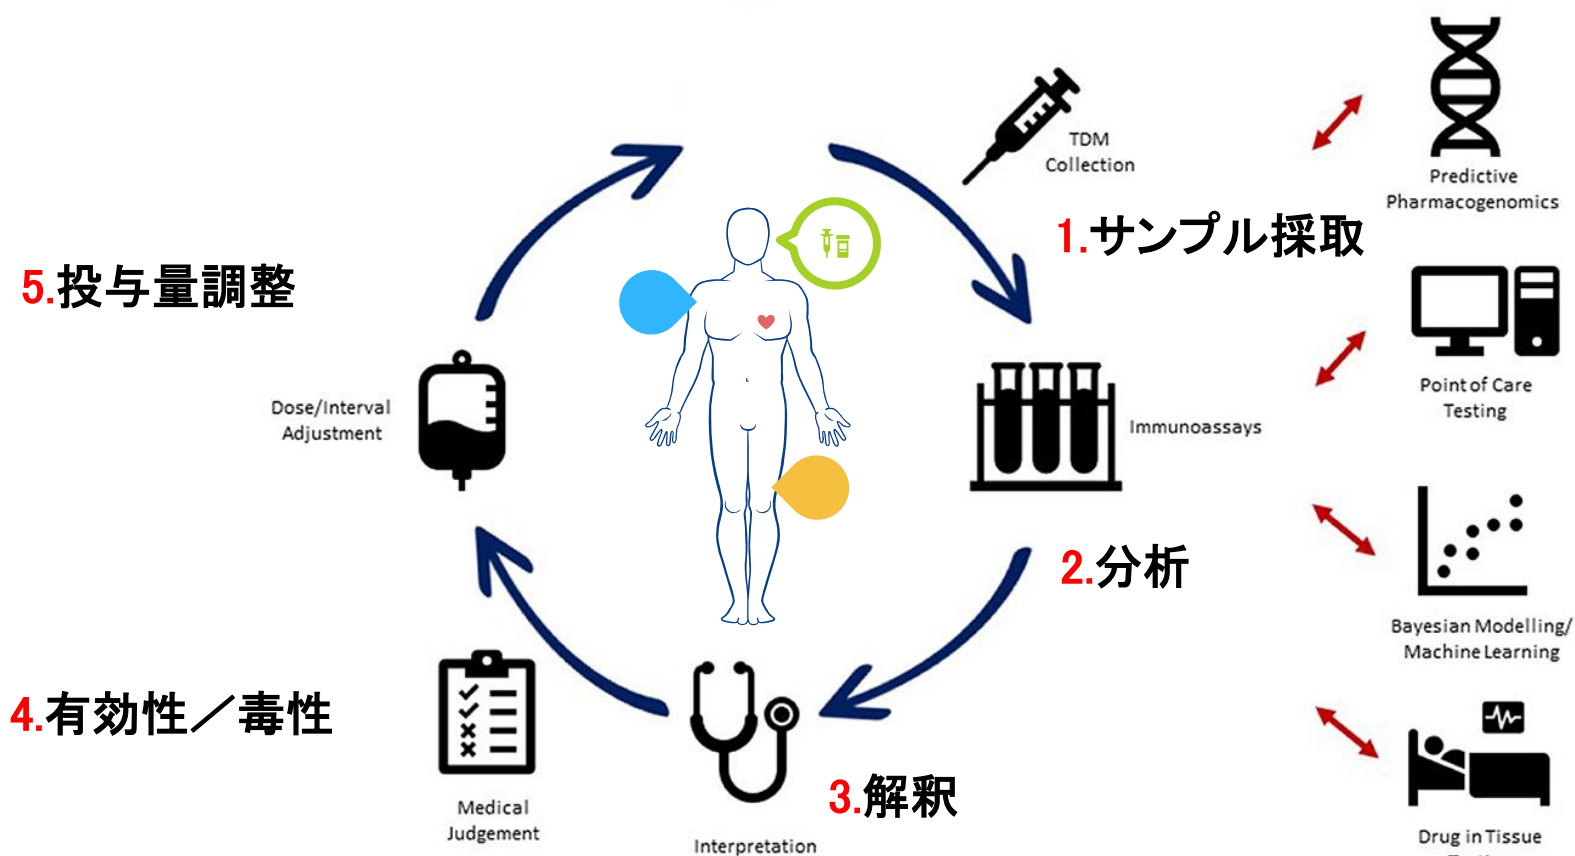 TDM
Collection
1.サンプル採取
Predictive
Pharmacogenomics
5.投与量調整
Dose/Interval
Adjustment
Immunoassays
Point of Care
Testing
2.分析
Bayesian Modelling/
Machine Learning
4.有効性／毒性
Medical
Judgement
3.解釈
Interpretation
Drug in Tissue